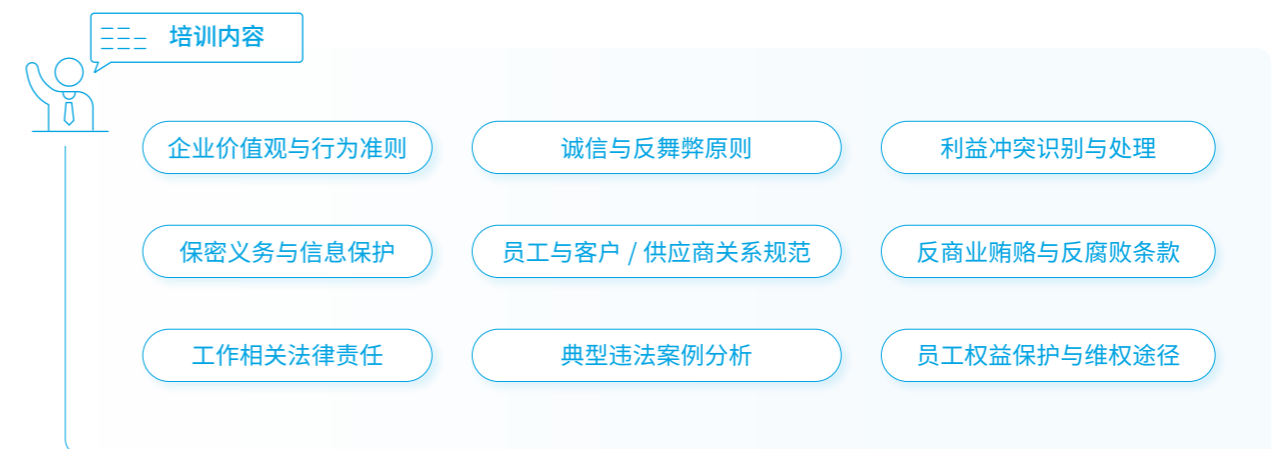 培训内容
企业价值观与行为准则
诚信与反舞弊原则
利益冲突识别与处理
保密义务与信息保护
员工与客户 / 供应商关系规范
反商业贿赂与反腐败条款
工作相关法律责任
典型违法案例分析
员工权益保护与维权途径